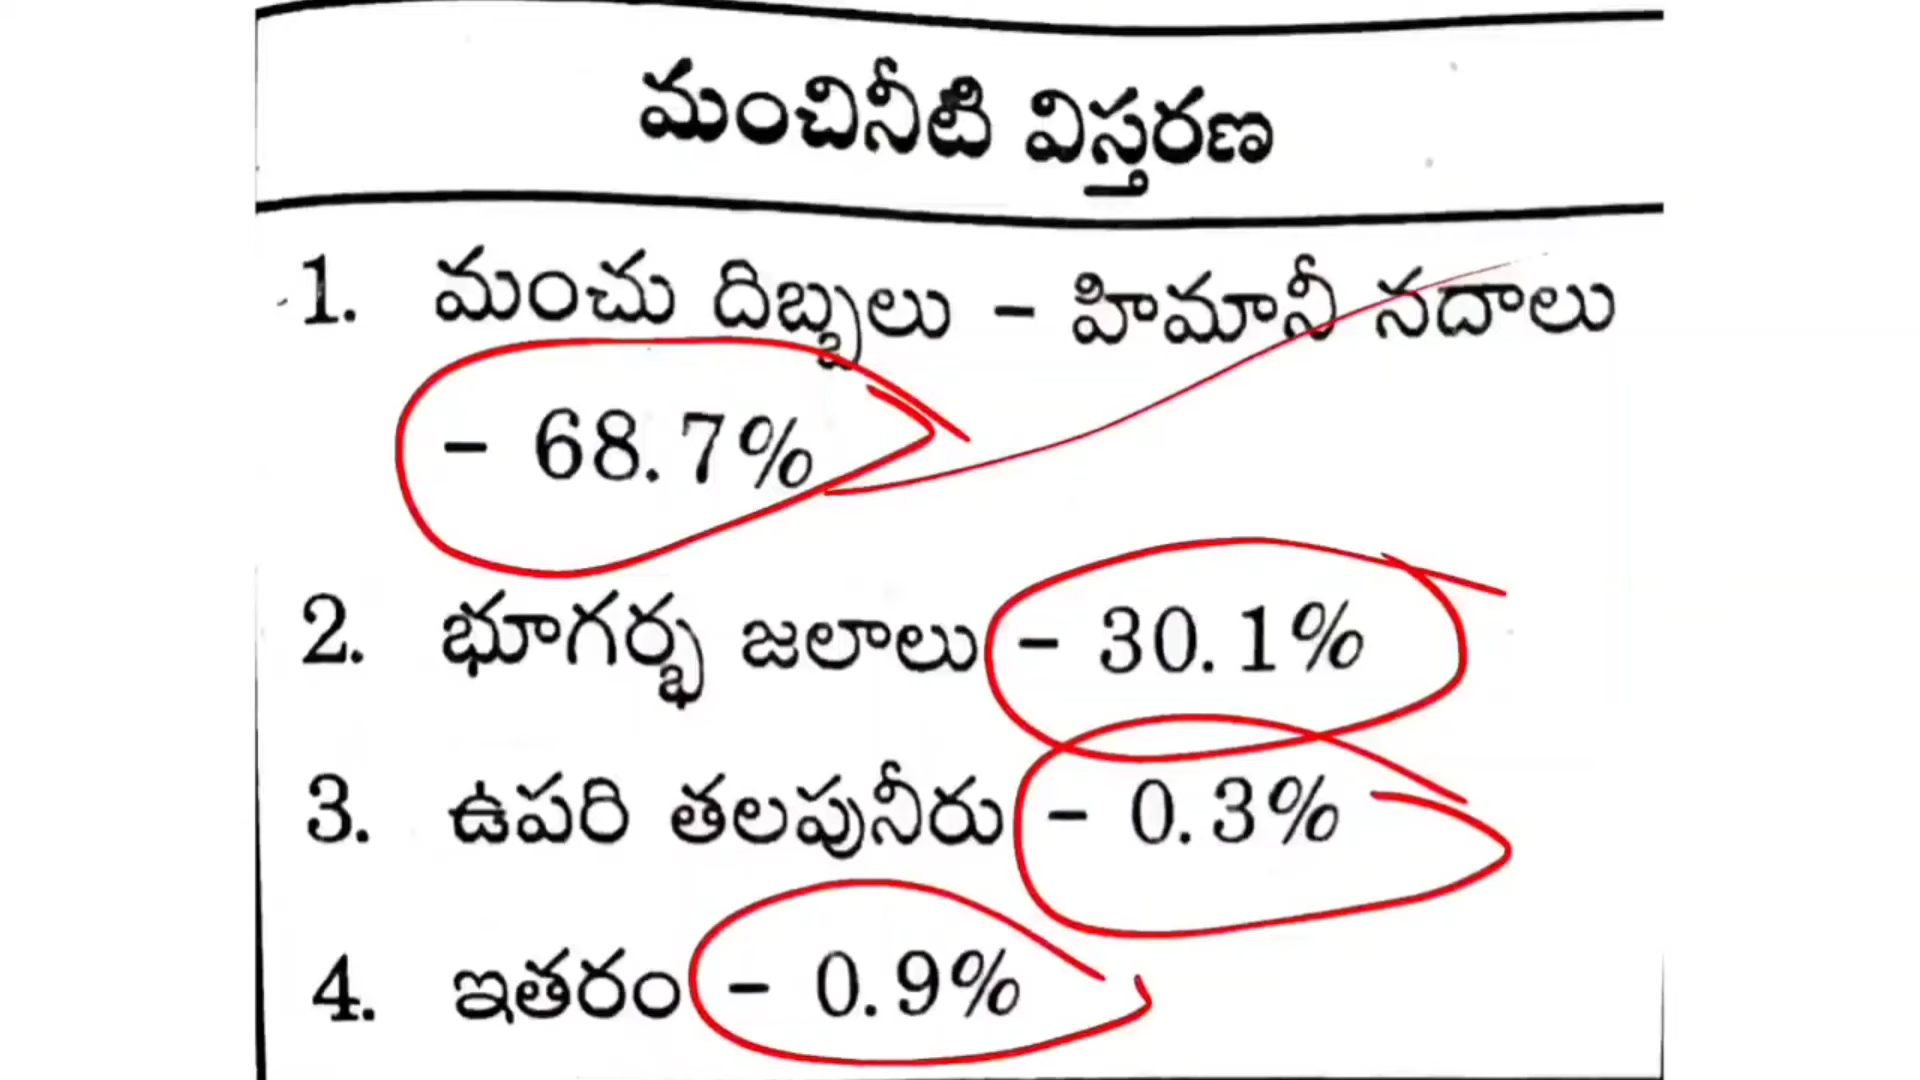 మంచినీటి విస్తరణ
1. మంచు దిబ్బలు - హిమానీ నదాలు
- 68.7%
2. భూగర్భ జలాలు - 30.1%
3. ఉపరి తలపునీరు - 0.3%
4. ఇతరం - 0.9%